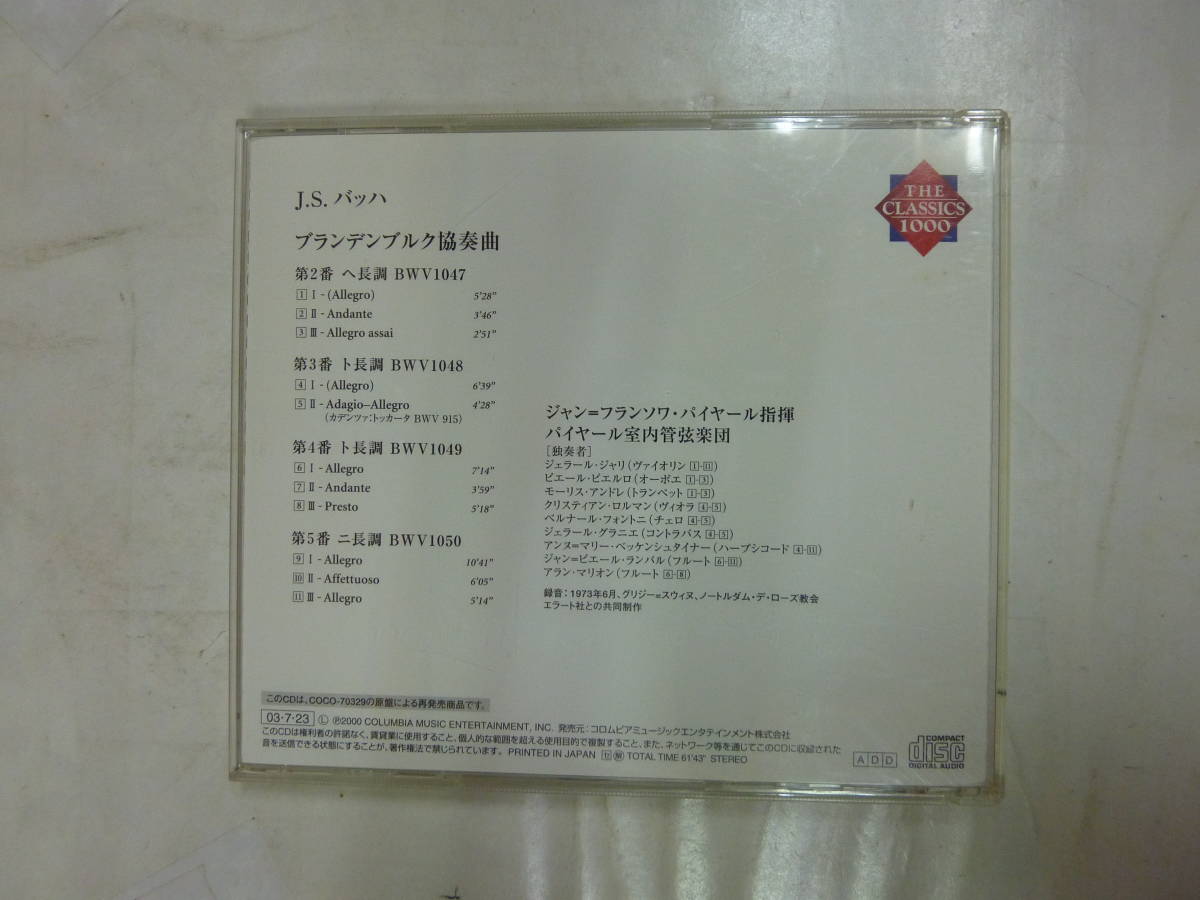 J.S. バッハ
THE
CLASSICS
1000
ブランデンブルク協奏曲
第2番 ヘ長調 BWV1047
1 Ⅰ - (Allegro) 5'28"
2 Ⅱ - Andante 3'46"
3 Ⅲ - Allegro assai 2'51"
第3番 ト長調 BWV1048
4 Ⅰ - (Allegro) 6'39"
5 Ⅱ - Adagio–Allegro 4'28"
(カデンツァ:トッカータ BWV 915)
第4番 ト長調 BWV1049
6 Ⅰ - Allegro 7'14"
7 Ⅱ - Andante 3'59"
8 Ⅲ - Presto 5'18"
第5番 ニ長調 BWV1050
9 Ⅰ - Allegro 10'41"
10 Ⅱ - Affettuoso 6'05"
11 Ⅲ - Allegro 5'14"
ジャン=フランソワ・パイヤール指揮
パイヤール室内管弦楽団
[独奏者]
ジェラール・ジャリ(ヴァイオリン 1-11)
ピエール・ピエルロ(オーボエ 1-3)
モーリス・アンドレ(トランペット 1-3)
クリスティアン・ロルマン(ヴィオラ 4-5)
ベルナール・フォントニ(チェロ 4-5)
ジェラール・グラニエ(コントラバス 4-5)
アンヌ=マリー・ベッケンシュタイナー(ハープシコード 4-11)
ジャン=ピエール・ランパル(フルート 6-11)
アラン・マリオン(フルート 6-8)
録音:1973年6月、グリジー=スウィヌ、ノートルダム・デ・ローズ教会
エラート社との共同制作
このCDは、COCO-70329の原盤による再発売商品です。
03・7・23 Ⓛ ℗2000 COLUMBIA MUSIC ENTERTAINMENT, INC. 発売元:コロムビアミュージックエンタテインメント株式会社
このCDは権利者の許諾なく、賃貸業に使用すること、個人的な範囲を超える使用目的で複製すること、また、ネットワーク等を通じてこのCDに収録された
音を送信できる状態にすることが、著作権法で禁じられています。 PRINTED IN JAPAN TOTAL TIME 61'43" STEREO
A D D
COMPACT
disc
DIGITAL AUDIO